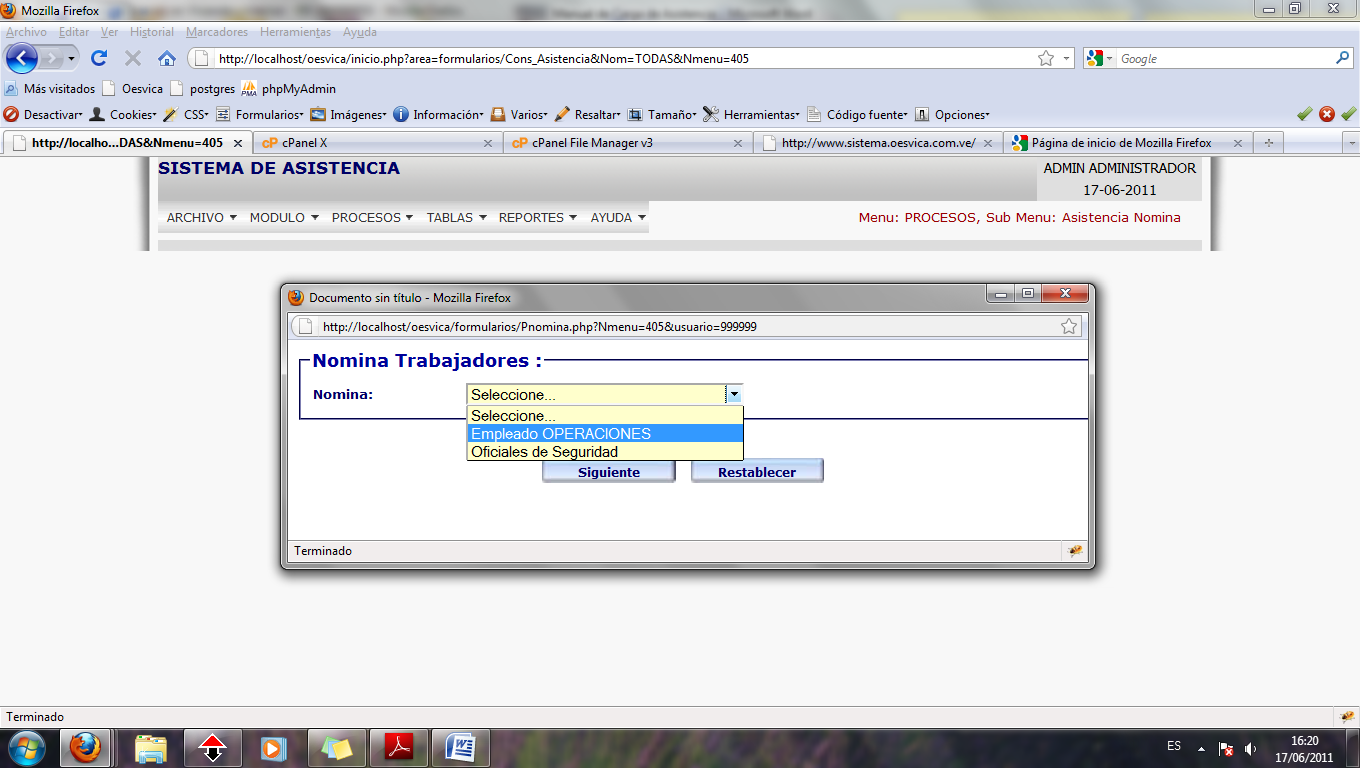 Mozilla Firefox
Archivo Editar Ver Historial Marcadores Herramientas Ayuda
http://localhost/oesvica/inicio.php?area=formularios/Cons_Asistencia&Nom=TODAS&Nmenu=405
Google
Más visitados Oesvica postgres phpMyAdmin
Desactivar Cookies CSS Formularios Imágenes Información Varios Resaltar Tamaño Herramientas Código fuente Opciones
http://localho...DAS&Nmenu=405 cPanel X cPanel File Manager v3 http://www.sistema.oesvica.com.ve/ Página de inicio de Mozilla Firefox
SISTEMA DE ASISTENCIA
ADMIN ADMINISTRADOR
17-06-2011
ARCHIVO MODULO PROCESOS TABLAS REPORTES AYUDA
Menu: PROCESOS, Sub Menu: Asistencia Nomina
Documento sin título - Mozilla Firefox
http://localhost/oesvica/formularios/Pnomina.php?Nmenu=405&usuario=999999
Nomina Trabajadores :
Nomina: Seleccione...
Seleccione...
Empleado OPERACIONES
Oficiales de Seguridad
Siguiente Restablecer
Terminado
Terminado
ES
16:20
17/06/2011